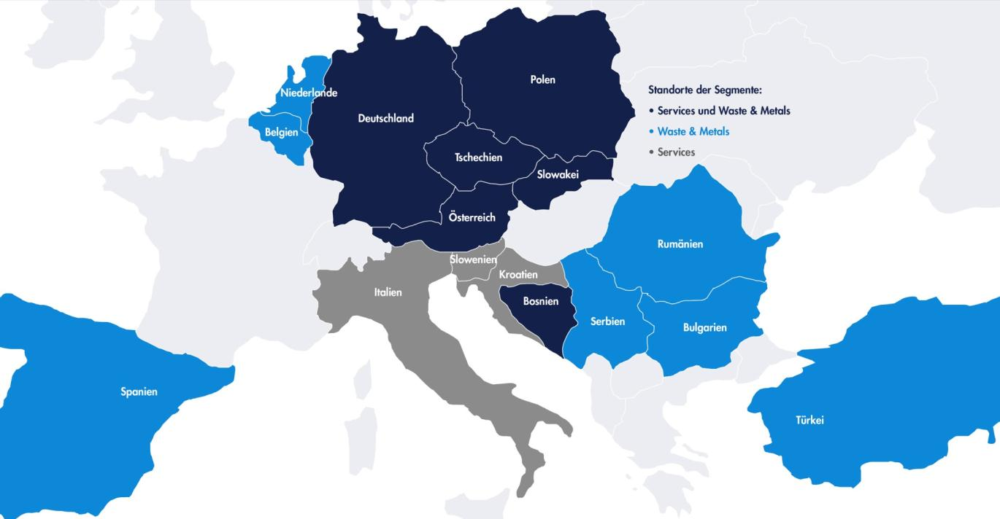 Polen
Niederlande
Standorte der Segmente:
• Services und Waste & Metals
Deutschland
Belgien
• Waste & Metals
• Services
Tschechien
Slowakei
Österreich
Rumänien
Slowenien
Kroatien
Italien
Bosnien
Serbien
Bulgarien
Spanien
Türkei